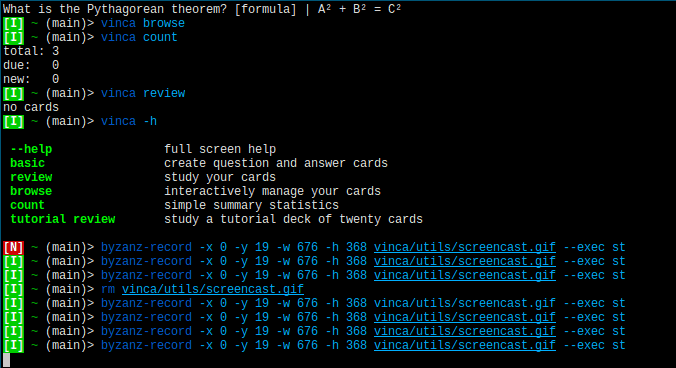 What is the Pythagorean theorem? [formula] | A² + B² = C²
[I] ~ (main)> vinca browse
[I] ~ (main)> vinca count
total: 3
due:   0
new:   0
[I] ~ (main)> vinca review
no cards
[I] ~ (main)> vinca -h
--help                full screen help
basic                 create question and answer cards
review                study your cards
browse                interactively manage your cards
count                 simple summary statistics
tutorial review       study a tutorial deck of twenty cards
[N] ~ (main)> byzanz-record -x 0 -y 19 -w 676 -h 368 vinca/utils/screencast.gif --exec st
[I] ~ (main)> byzanz-record -x 0 -y 19 -w 676 -h 368 vinca/utils/screencast.gif --exec st
[I] ~ (main)> byzanz-record -x 0 -y 19 -w 676 -h 368 vinca/utils/screencast.gif --exec st
[I] ~ (main)> rm vinca/utils/screencast.gif
[I] ~ (main)> byzanz-record -x 0 -y 19 -w 676 -h 368 vinca/utils/screencast.gif --exec st
[I] ~ (main)> byzanz-record -x 0 -y 19 -w 676 -h 368 vinca/utils/screencast.gif --exec st
[I] ~ (main)> byzanz-record -x 0 -y 19 -w 676 -h 368 vinca/utils/screencast.gif --exec st
[I] ~ (main)> byzanz-record -x 0 -y 19 -w 676 -h 368 vinca/utils/screencast.gif --exec st